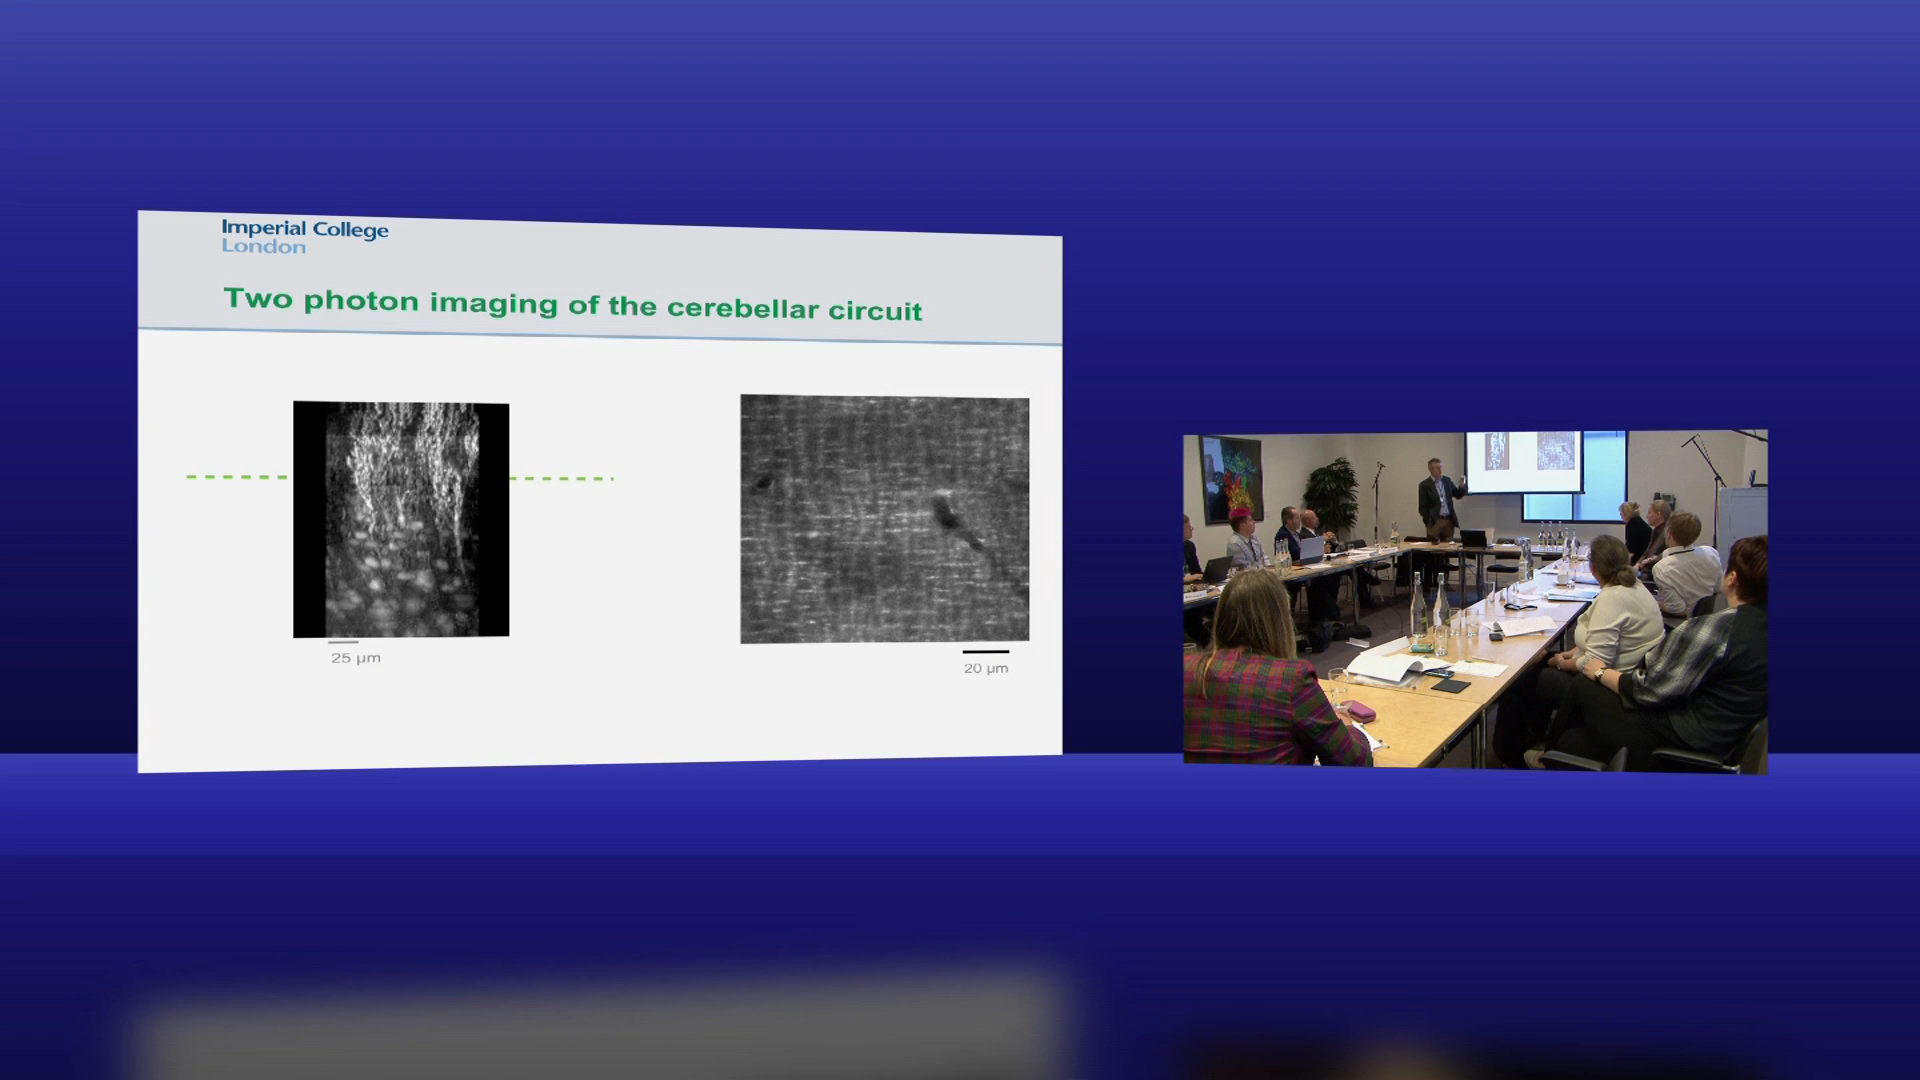 Imperial College
London
Two photon imaging of the cerebellar circuit
25 µm
20 µm